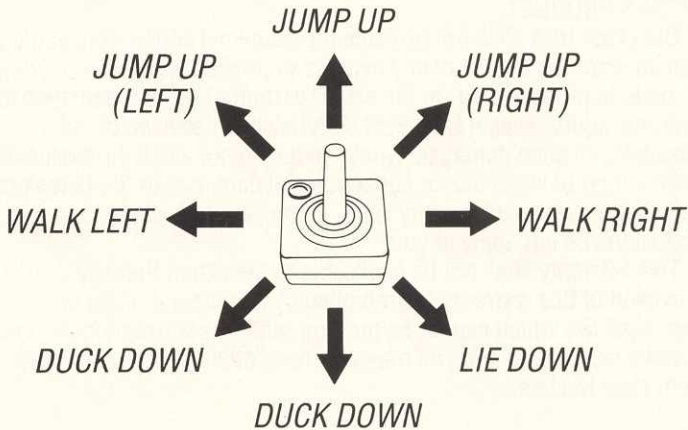 JUMP UP
JUMP UP
(LEFT)
JUMP UP
(RIGHT)
WALK LEFT
WALK RIGHT
DUCK DOWN
LIE DOWN
DUCK DOWN